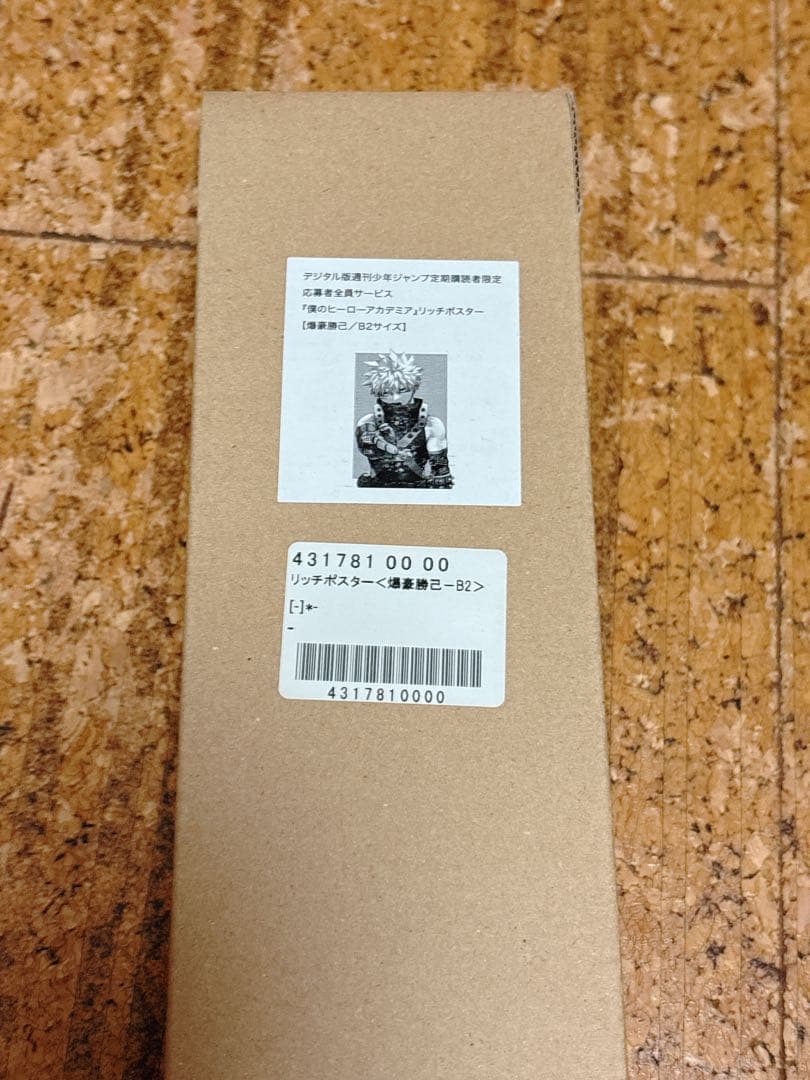 デジタル版週刊少年ジャンプ定期購読者限定
応募者全員サービス
『僕のヒーローアカデミア』リッチポスター
【爆豪勝己／B2サイズ】
431781 00 00
リッチポスター＜爆豪勝己－B2＞
[-]*-
-
4317810000